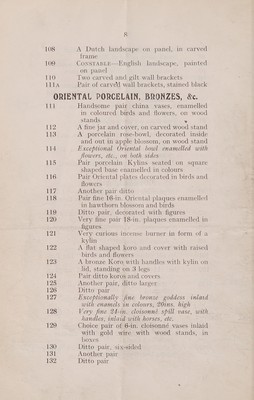 8
108 A Dutch landscape on panel, in carved
frame
109 CONSTABLE—English landscape, painted
on panel
110 Two carved and gilt wall brackets
111A Pair of carved wall brackets, stained black
ORIENTAL PORCELAIN, BRONZES, &c.
111 Handsome pair china vases, enamelled
in coloured birds and flowers, on wood
stands
112 A fine jar and cover, on carved wood stand
113 A porcelain rose-bowl, decorated inside
and out in apple blossom, on wood stand
114 Exceptional Oriental bowl enamelled with
flowers, etc., on both sides
115 Pair porcelain Kylins seated on square
shaped base enamelled in colours
116 Pair Oriental plates decorated in birds and
flowers
117 Another pair ditto
118 Pair fine 16-in. Oriental plaques enamelled
in hawthorn blossom and birds
119 Ditto pair, decorated with figures
120 Very fine pair 18-in. plaques enamelled in
figures
121 Very curious incense burner in form of a
kylin
122 A flat shaped koro and cover with raised
birds and flowers
123 A bronze Koro with handles with kylin on
lid, standing on 3 legs
124 Pair ditto koros and covers
125 Another pair, ditto larger
126 Ditto pair
127 Exceptionally fine bronze goddess inlaid
with enamels in colours, 26ins. high
128 Very fine 24-in. cloisonné spill vase, with
handles, inlaid with horses, etc.
129 Choice pair of 6-in. cloisonné vases inlaid
with gold wire with wood stands, in
boxes
130 Ditto pair, six-sided
131 Another pair
132 Ditto pair